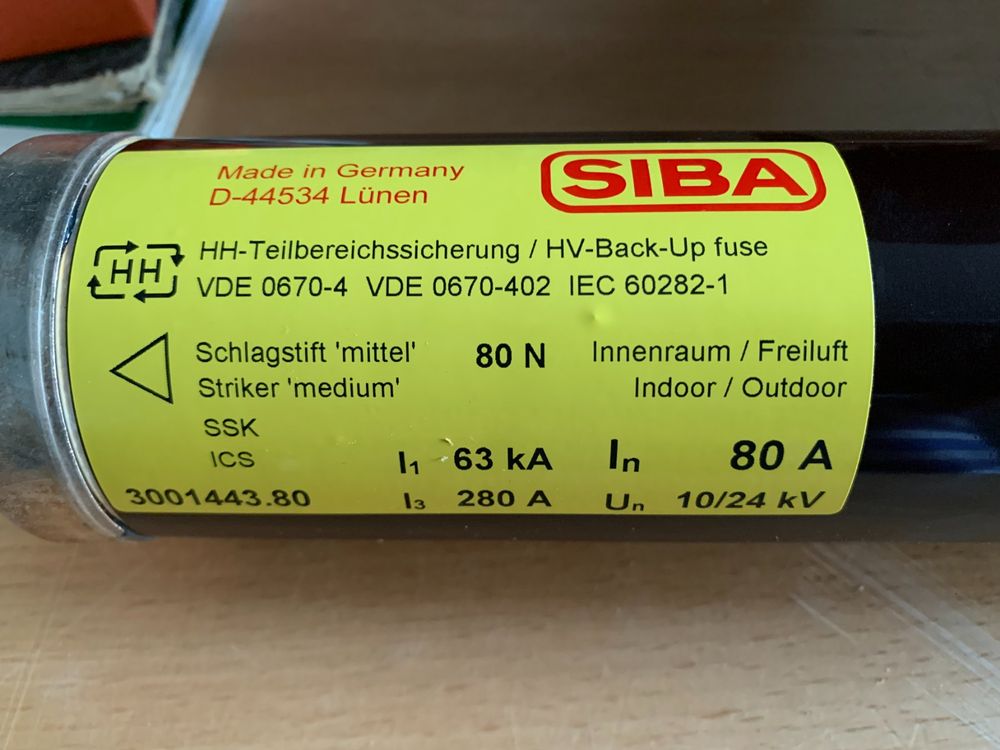 Made in Germany
D-44534 Lünen
SIBA
HH
HH-Teilbereichssicherung / HV-Back-Up fuse
VDE 0670-4 VDE 0670-402 IEC 60282-1
Schlagstift 'mittel' 80 N Innenraum / Freiluft
Striker 'medium' Indoor / Outdoor
SSK
ICS I₁ 63 kA Iₙ 80 A
3001443.80 I₃ 280 A Uₙ 10/24 kV